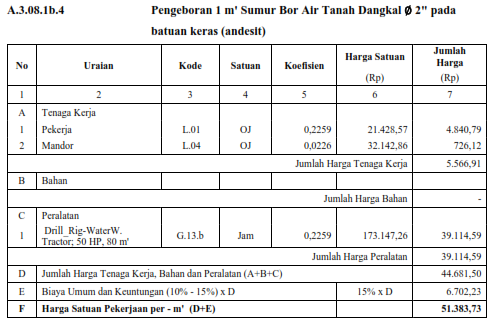 A.3.08.1b.4 Pengeboran 1 m' Sumur Bor Air Tanah Dangkal Ø 2" pada
batuan keras (andesit)
No Uraian Kode Satuan Koefisien Harga Satuan (Rp) Jumlah Harga (Rp)
1 2 3 4 5 6 7
A Tenaga Kerja
1 Pekerja L.01 OJ 0,2259 21.428,57 4.840,79
2 Mandor L.04 OJ 0,0226 32.142,86 726,12
Jumlah Harga Tenaga Kerja 5.566,91
B Bahan
Jumlah Harga Bahan -
C Peralatan
1 Drill_Rig-WaterW. Tractor; 50 HP, 80 m' G.13.b Jam 0,2259 173.147,26 39.114,59
Jumlah Harga Peralatan 39.114,59
D Jumlah Harga Tenaga Kerja, Bahan dan Peralatan (A+B+C) 44.681,50
E Biaya Umum dan Keuntungan (10% - 15%) x D 15% x D 6.702,23
F Harga Satuan Pekerjaan per - m' (D+E) 51.383,73